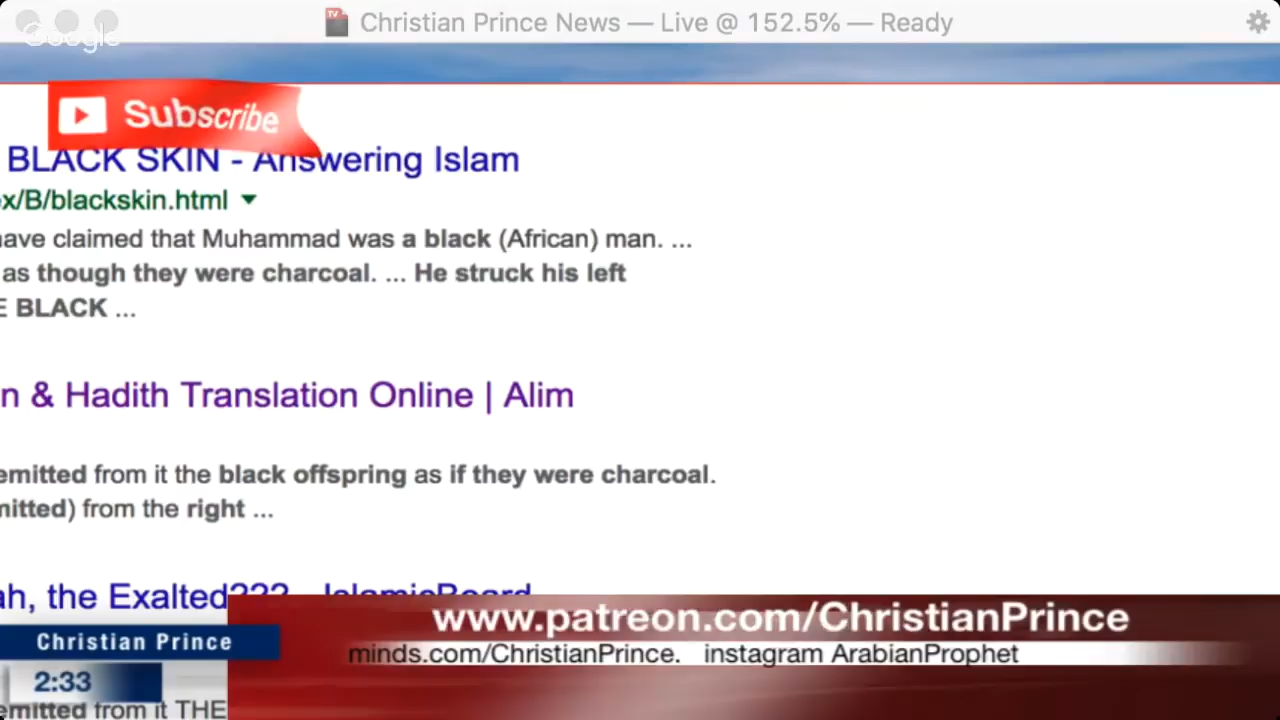 Christian Prince News — Live @ 152.5% — Ready
Google
Subscribe
BLACK SKIN - Answering Islam
x/B/blackskin.html
have claimed that Muhammad was a black (African) man. ...
as though they were charcoal. ... He struck his left
E BLACK ...
n & Hadith Translation Online | Alim
emitted from it the black offspring as if they were charcoal.
mitted) from the right ...
ah, the Exalted??? - IslamicBoard
www.patreon.com/ChristianPrince
Christian Prince
minds.com/ChristianPrince. instagram ArabianProphet
2:33
emitted from it THE